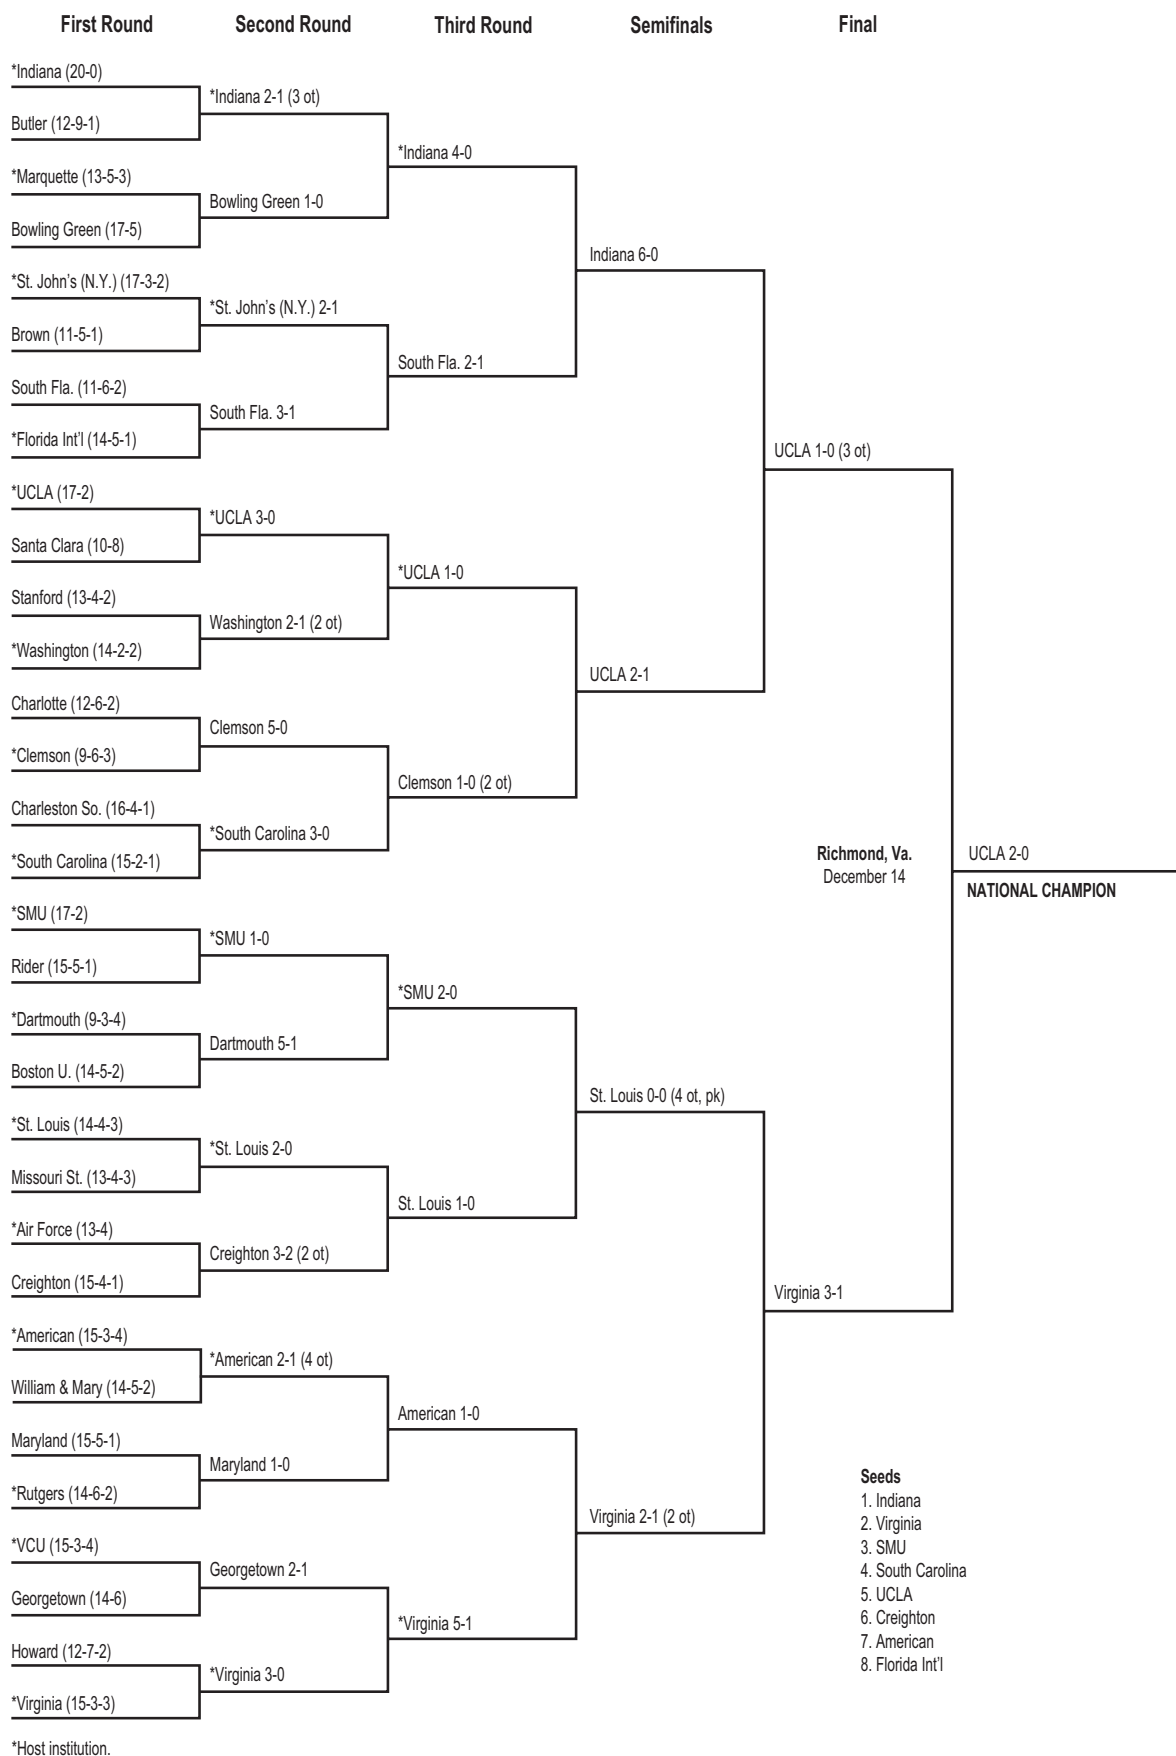 First Round Second Round Third Round Semifinals Final
*Indiana (20-0)
Butler (12-9-1)
*Marquette (13-5-3)
Bowling Green (17-5)
*St. John’s (N.Y.) (17-3-2)
Brown (11-5-1)
South Fla. (11-6-2)
*Florida Int’l (14-5-1)
*UCLA (17-2)
Santa Clara (10-8)
Stanford (13-4-2)
*Washington (14-2-2)
Charlotte (12-6-2)
*Clemson (9-6-3)
Charleston So. (16-4-1)
*South Carolina (15-2-1)
*SMU (17-2)
Rider (15-5-1)
*Dartmouth (9-3-4)
Boston U. (14-5-2)
*St. Louis (14-4-3)
Missouri St. (13-4-3)
*Air Force (13-4)
Creighton (15-4-1)
*American (15-3-4)
William & Mary (14-5-2)
Maryland (15-5-1)
*Rutgers (14-6-2)
*VCU (15-3-4)
Georgetown (14-6)
Howard (12-7-2)
*Virginia (15-3-3)
*Indiana 2-1 (3 ot)
Bowling Green 1-0
*St. John’s (N.Y.) 2-1
South Fla. 3-1
*UCLA 3-0
Washington 2-1 (2 ot)
Clemson 5-0
*South Carolina 3-0
*SMU 1-0
Dartmouth 5-1
*St. Louis 2-0
Creighton 3-2 (2 ot)
*American 2-1 (4 ot)
Maryland 1-0
Georgetown 2-1
*Virginia 3-0
*Indiana 4-0
South Fla. 2-1
*UCLA 1-0
Clemson 1-0 (2 ot)
*SMU 2-0
St. Louis 1-0
American 1-0
*Virginia 5-1
Indiana 6-0
UCLA 2-1
St. Louis 0-0 (4 ot, pk)
Virginia 2-1 (2 ot)
UCLA 1-0 (3 ot)
Virginia 3-1
Richmond, Va.
December 14
UCLA 2-0
NATIONAL CHAMPION
Seeds
1. Indiana
2. Virginia
3. SMU
4. South Carolina
5. UCLA
6. Creighton
7. American
8. Florida Int’l
*Host institution.